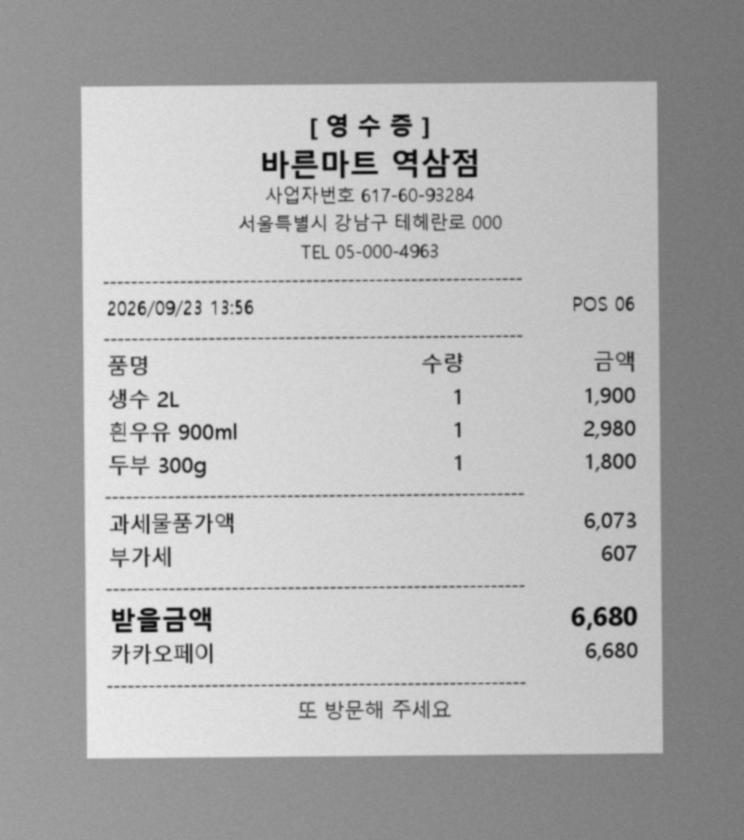 [ 영 수 증 ]
바른마트 역삼점
사업자번호 617-60-93284
서울특별시 강남구 테헤란로 000
TEL 05-000-4963
2026/09/23 13:56 POS 06
품명 수량 금액
생수 2L 1 1,900
흰우유 900ml 1 2,980
두부 300g 1 1,800
과세물품가액 6,073
부가세 607
받을금액 6,680
카카오페이 6,680
또 방문해 주세요